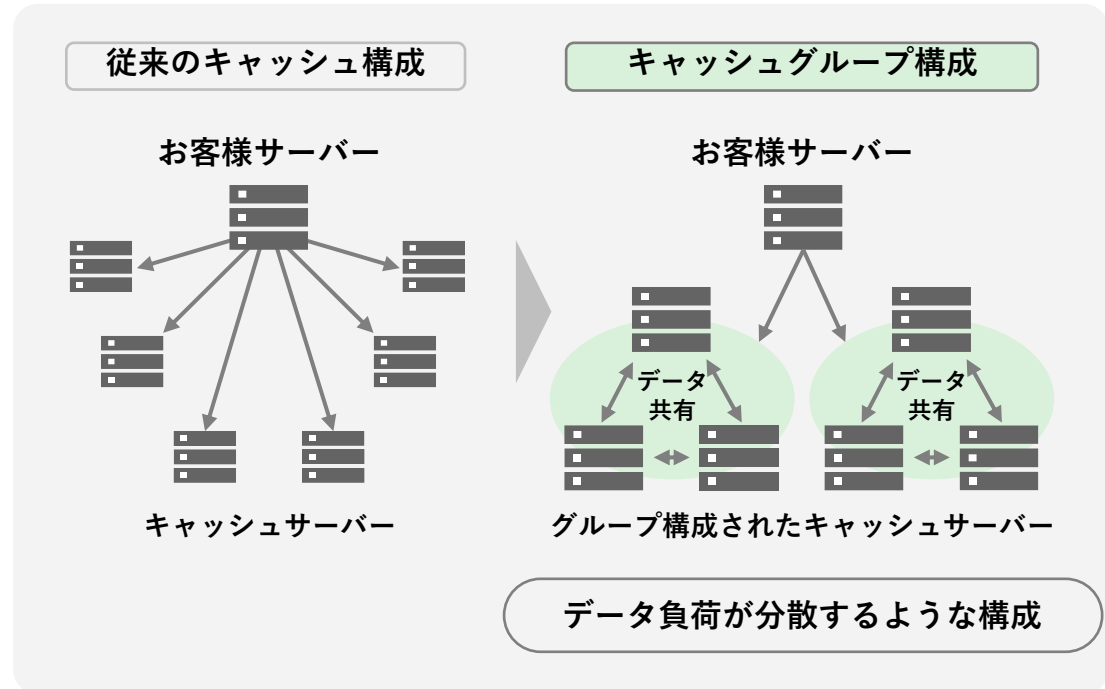 従来のキャッシュ構成
お客様サーバー
キャッシュサーバー
キャッシュグループ構成
お客様サーバー
データ
共有
データ
共有
グループ構成されたキャッシュサーバー
データ負荷が分散するような構成